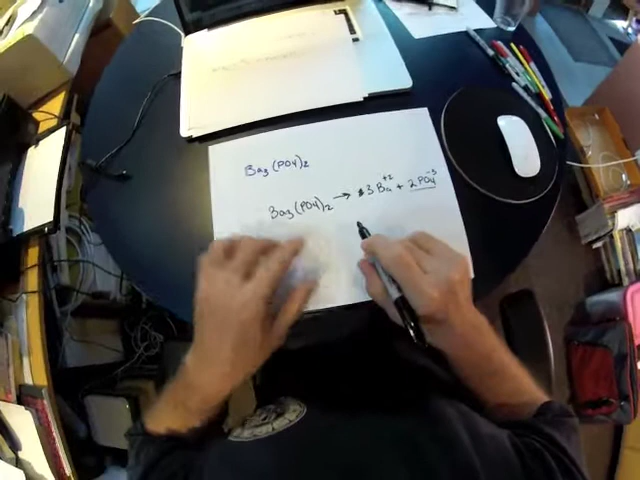 Ba₃(PO₄)₂
Ba₃(PO₄)₂ → 3 Ba⁺² + 2 PO₄⁻³